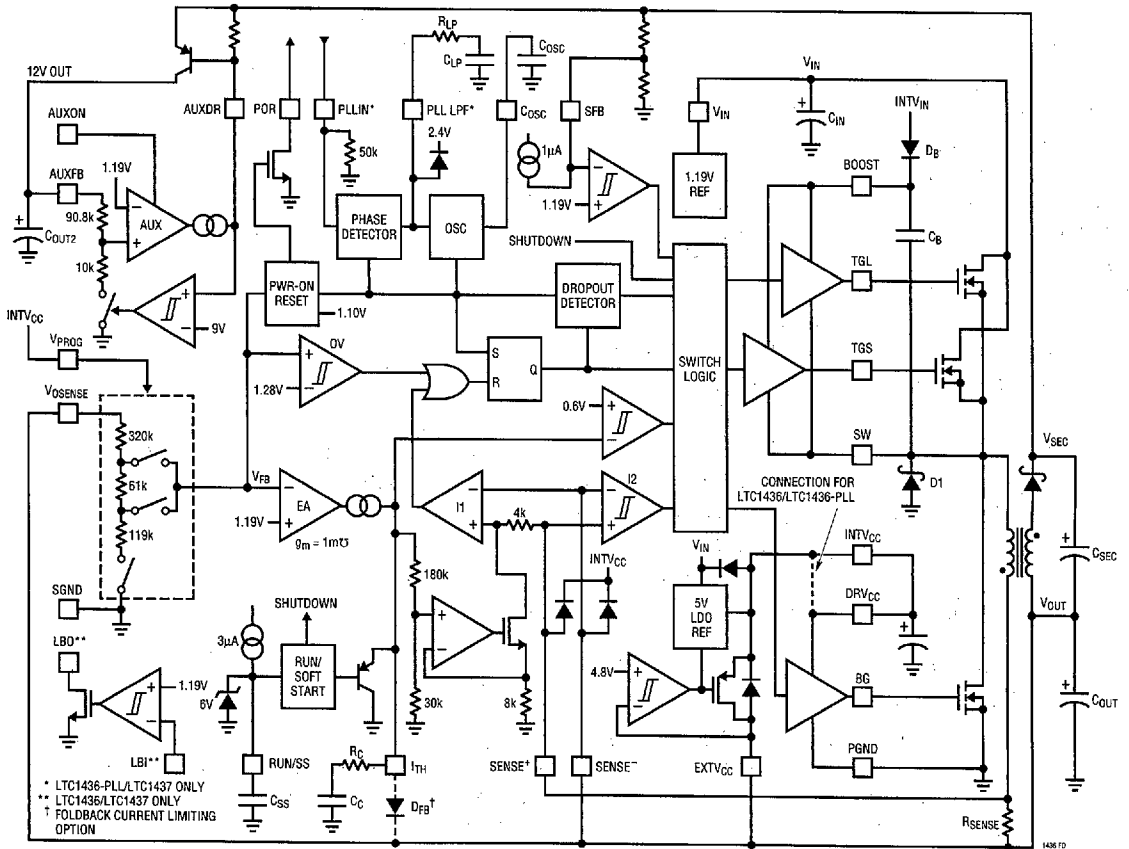 RLP
CLP
COSC
12V OUT
AUXON
AUXDR
POR
PLLIN*
PLL LPF*
COSC
SFB
VIN
VIN
+
CIN
INTVIN
DB
1.19V
AUXFB
90.8k
+
COUT2
−
AUX
+
10k
50k
2.4V
1µA
−
1.19V
+
1.19V
REF
BOOST
CB
PHASE
DETECTOR
OSC
SHUTDOWN
INTVCC
+
−
9V
PWR-ON
RESET
1.10V
DROPOUT
DETECTOR
TGL
VPROG
OV
+
1.28V
−
S
Q
R
SWITCH
LOGIC
TGS
VOSENSE
320k
61k
119k
0.6V
+
−
SW
D1
VSEC
VFB
−
EA
1.19V
+
gm = 1m℧
I1
−
+
4k
−
I2
+
CONNECTION FOR
LTC1436/LTC1436-PLL
INTVCC
DRVCC
+
+
CSEC
VOUT
SGND
LBO**
3µA
SHUTDOWN
RUN/
SOFT
START
6V
180k
+
−
30k
8k
INTVCC
VIN
5V
LDO
REF
4.8V
+
−
BG
PGND
+
COUT
+
1.19V
−
LBI**
RUN/SS
CSS
RC
CC
ITH
DFB†
SENSE+
SENSE−
EXTVCC
RSENSE
* LTC1436-PLL/LTC1437 ONLY
** LTC1436/LTC1437 ONLY
† FOLDBACK CURRENT LIMITING
OPTION
1436 FD